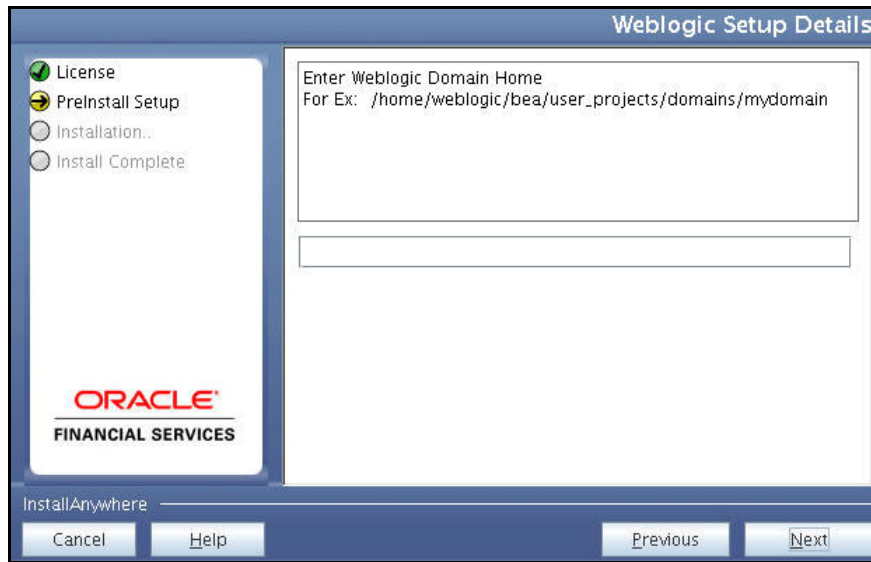 Weblogic Setup Details
License
PreInstall Setup
Installation..
Install Complete
Enter Weblogic Domain Home
For Ex: /home/weblogic/bea/user_projects/domains/mydomain
ORACLE
FINANCIAL SERVICES
InstallAnywhere
Cancel
Help
Previous
Next